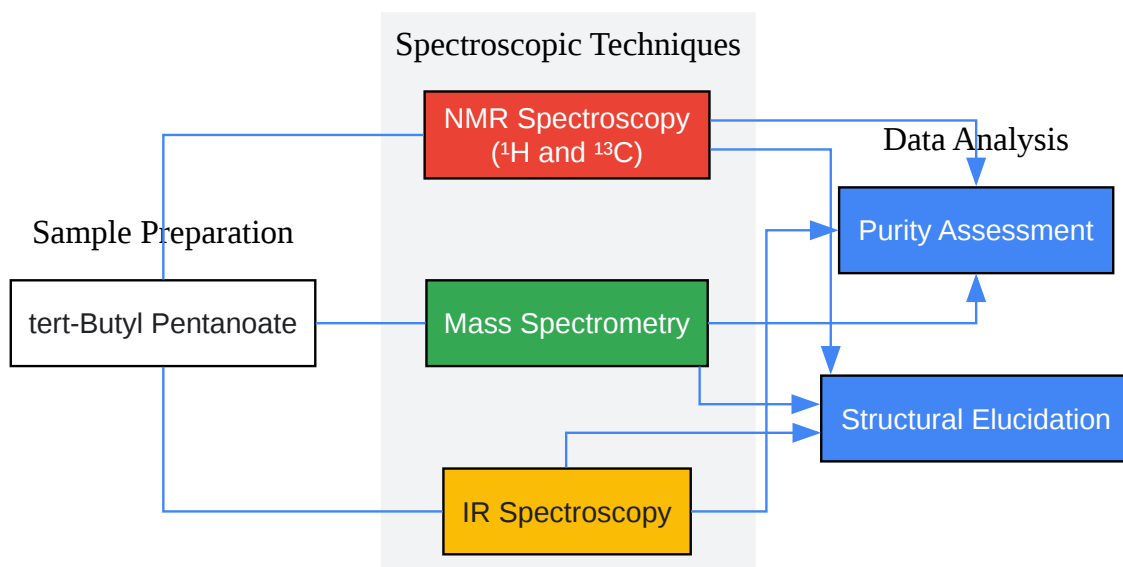 Spectroscopic Techniques
NMR Spectroscopy
(¹H and ¹³C)
Data Analysis
Purity Assessment
Sample Preparation
tert-Butyl Pentanoate
Mass Spectrometry
Structural Elucidation
IR Spectroscopy